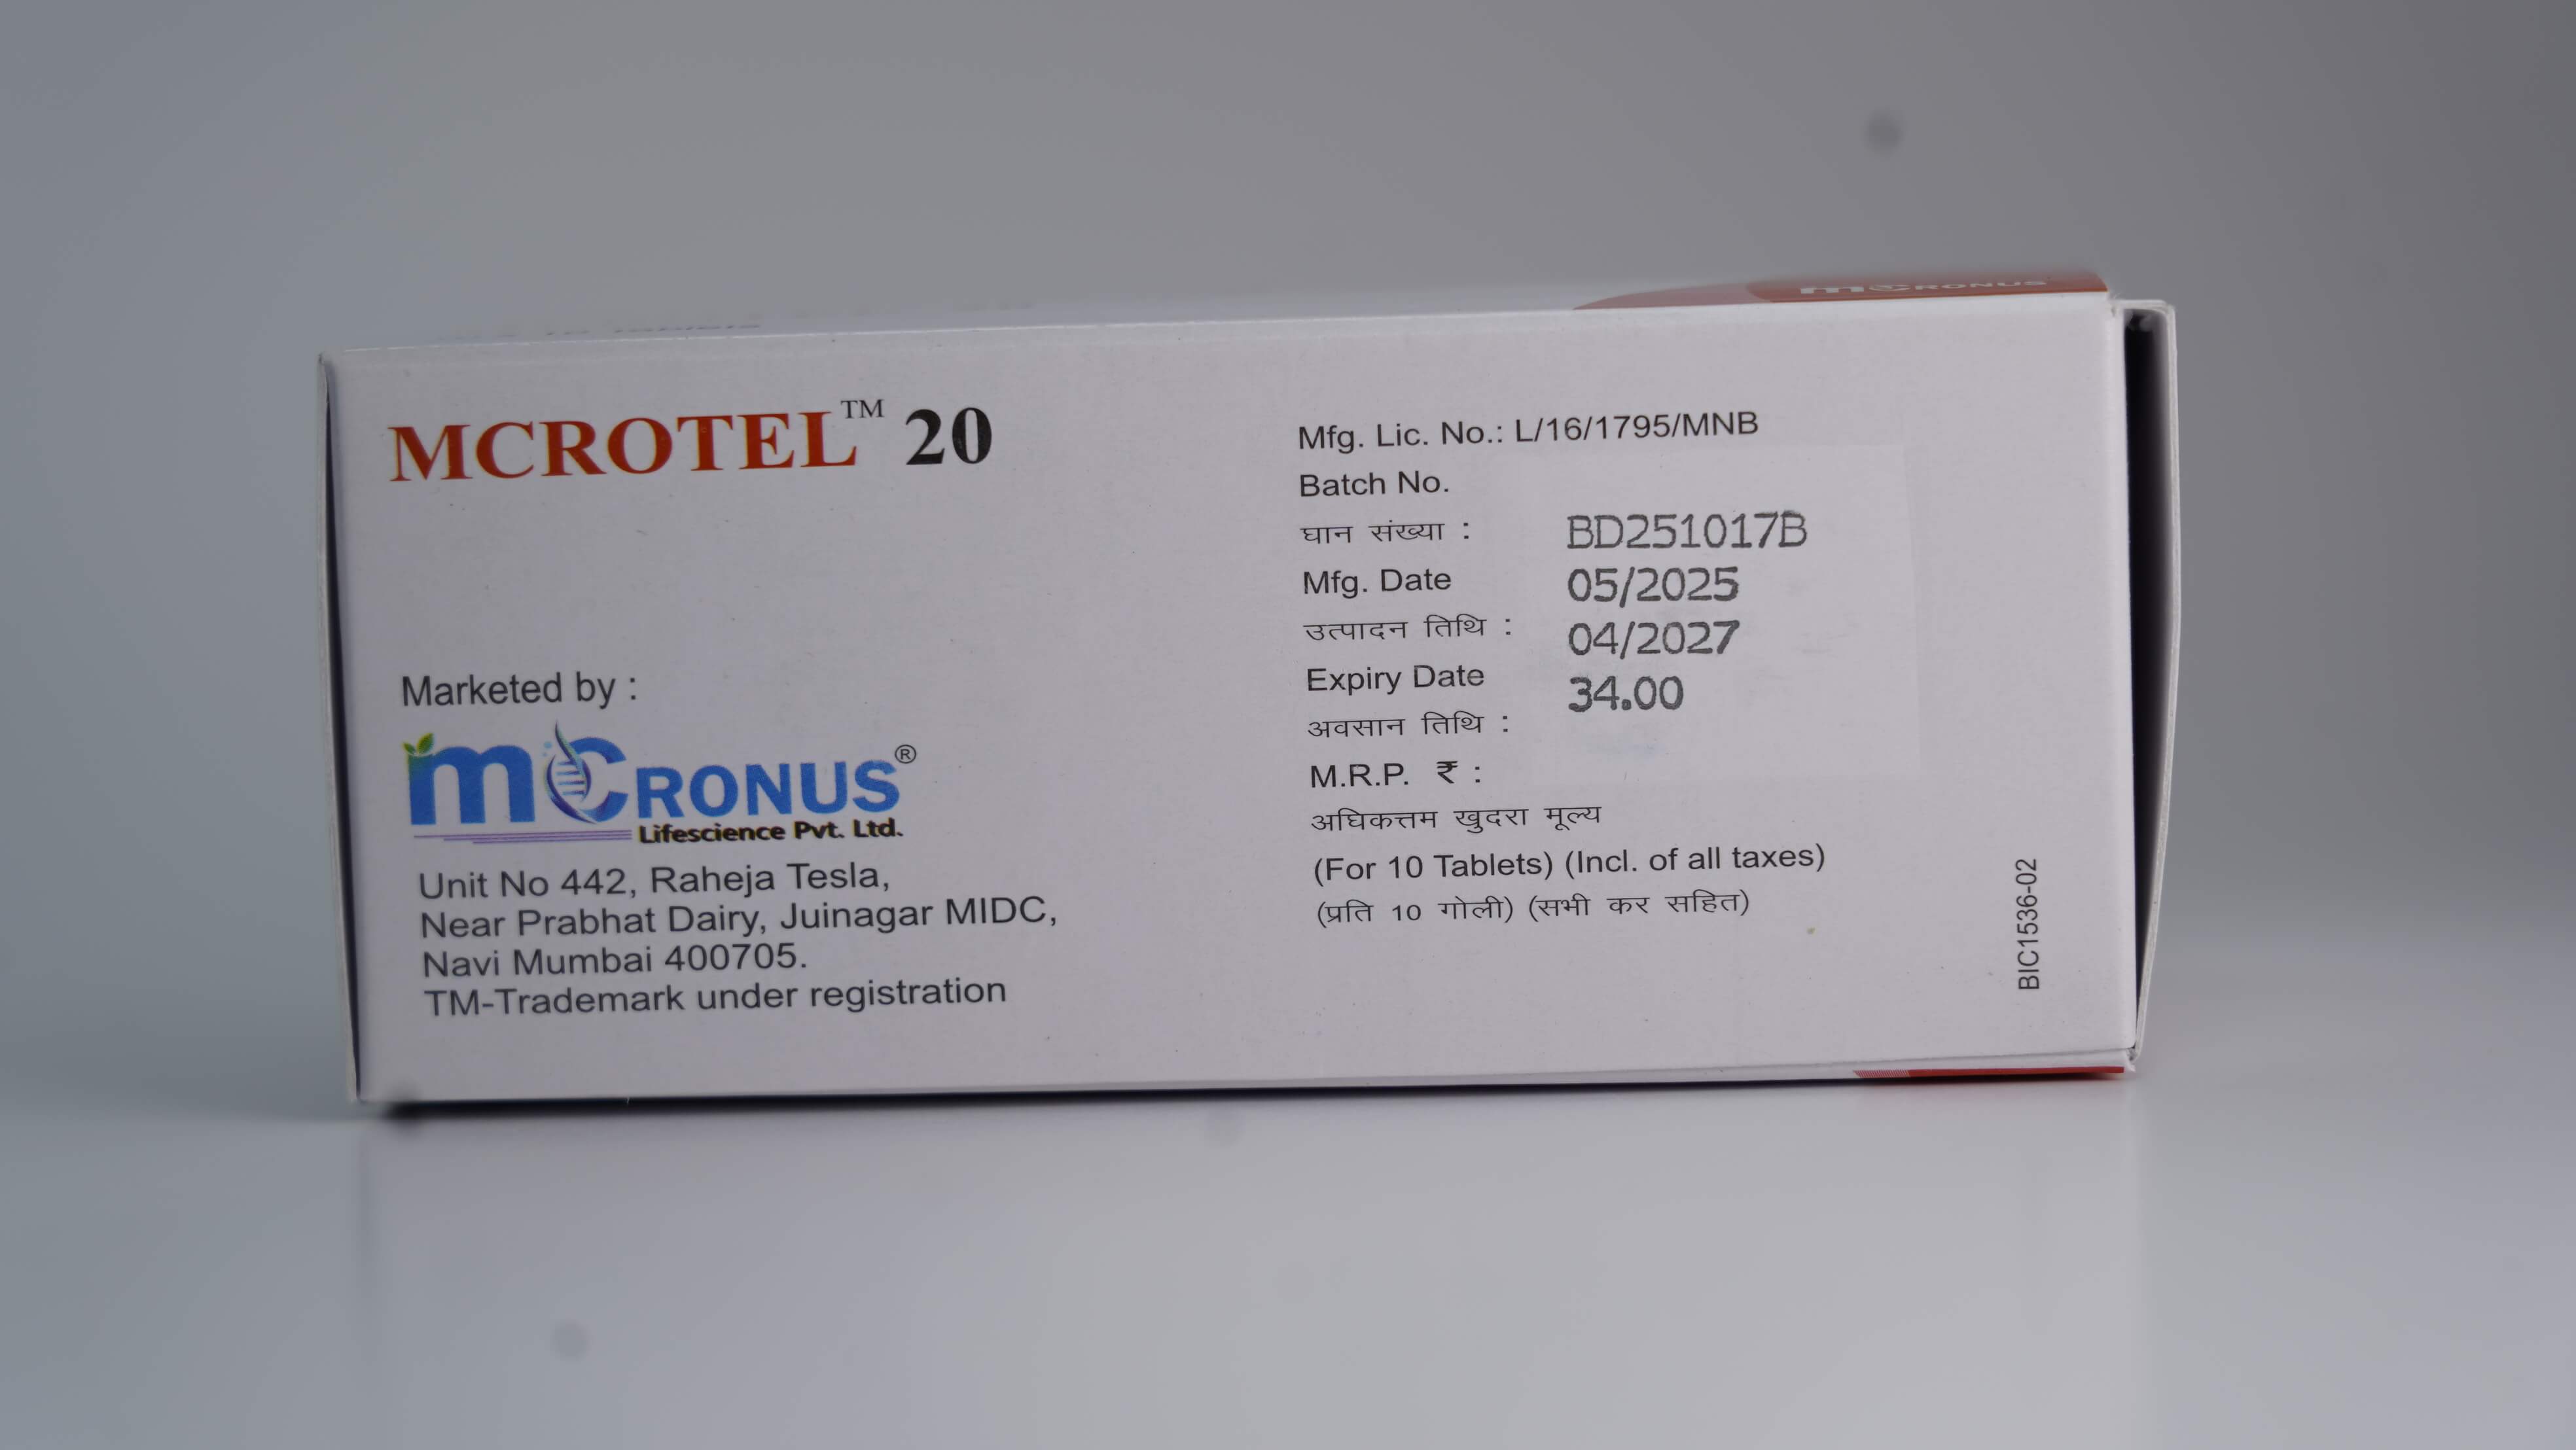 mCRONUS
MCROTEL™ 20
Marketed by :
mCRONUS®
Lifescience Pvt. Ltd.
Unit No 442, Raheja Tesla,
Near Prabhat Dairy, Juinagar MIDC,
Navi Mumbai 400705.
TM-Trademark under registration
Mfg. Lic. No.: L/16/1795/MNB
Batch No.
घान संख्या : BD251017B
Mfg. Date 05/2025
उत्पादन तिथि : 04/2027
Expiry Date 34.00
अवसान तिथि :
M.R.P. ₹ :
अधिकत्तम खुदरा मूल्य
(For 10 Tablets) (Incl. of all taxes)
(प्रति 10 गोली) (सभी कर सहित)
BIC1536-02